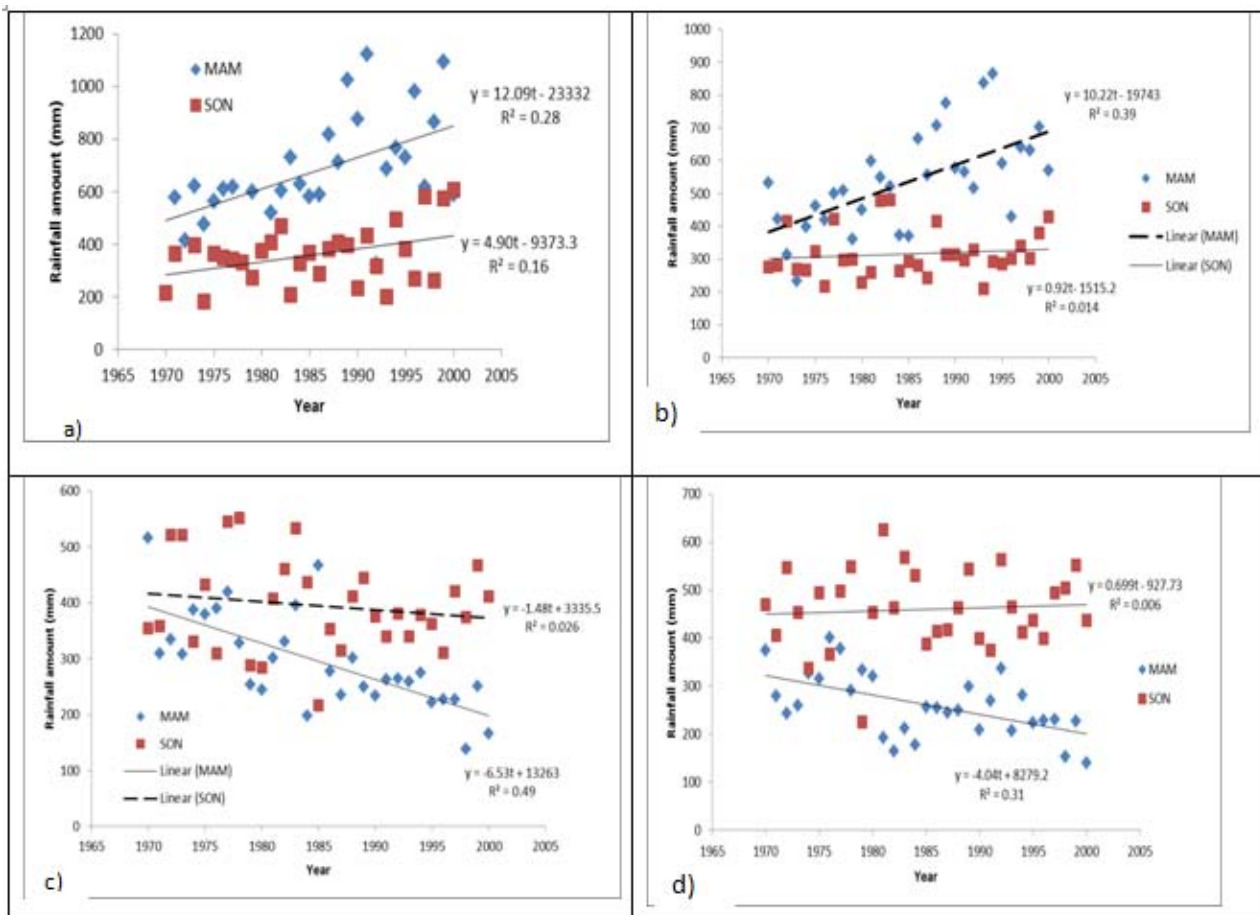 1200
1000
800
600
400
200
0
Rainfall amount (mm)
MAM
SON
y = 12.09t - 23332
R² = 0.28
y = 4.90t - 9373.3
R² = 0.16
1965 1970 1975 1980 1985 1990 1995 2000 2005
Year
a)
1000
900
800
700
600
500
400
300
200
100
0
Rainfall amount (mm)
y = 10.22t - 19743
R² = 0.39
MAM
SON
Linear (MAM)
Linear (SON)
y = 0.92t- 1515.2
R² = 0.014
1965 1970 1975 1980 1985 1990 1995 2000 2005
Year
b)
600
500
400
300
200
100
0
Rainfall amount (mm)
y = -1.48t + 3335.5
R² = 0.026
MAM
SON
Linear (MAM)
Linear (SON)
y = -6.53t + 13263
R² = 0.49
1965 1970 1975 1980 1985 1990 1995 2000 2005
Year
c)
700
600
500
400
300
200
100
0
Rainfall amount (mm)
y = 0.699t - 927.73
R² = 0.006
MAM
SON
y = -4.04t + 8279.2
R² = 0.31
1965 1970 1975 1980 1985 1990 1995 2000 2005
Year
d)